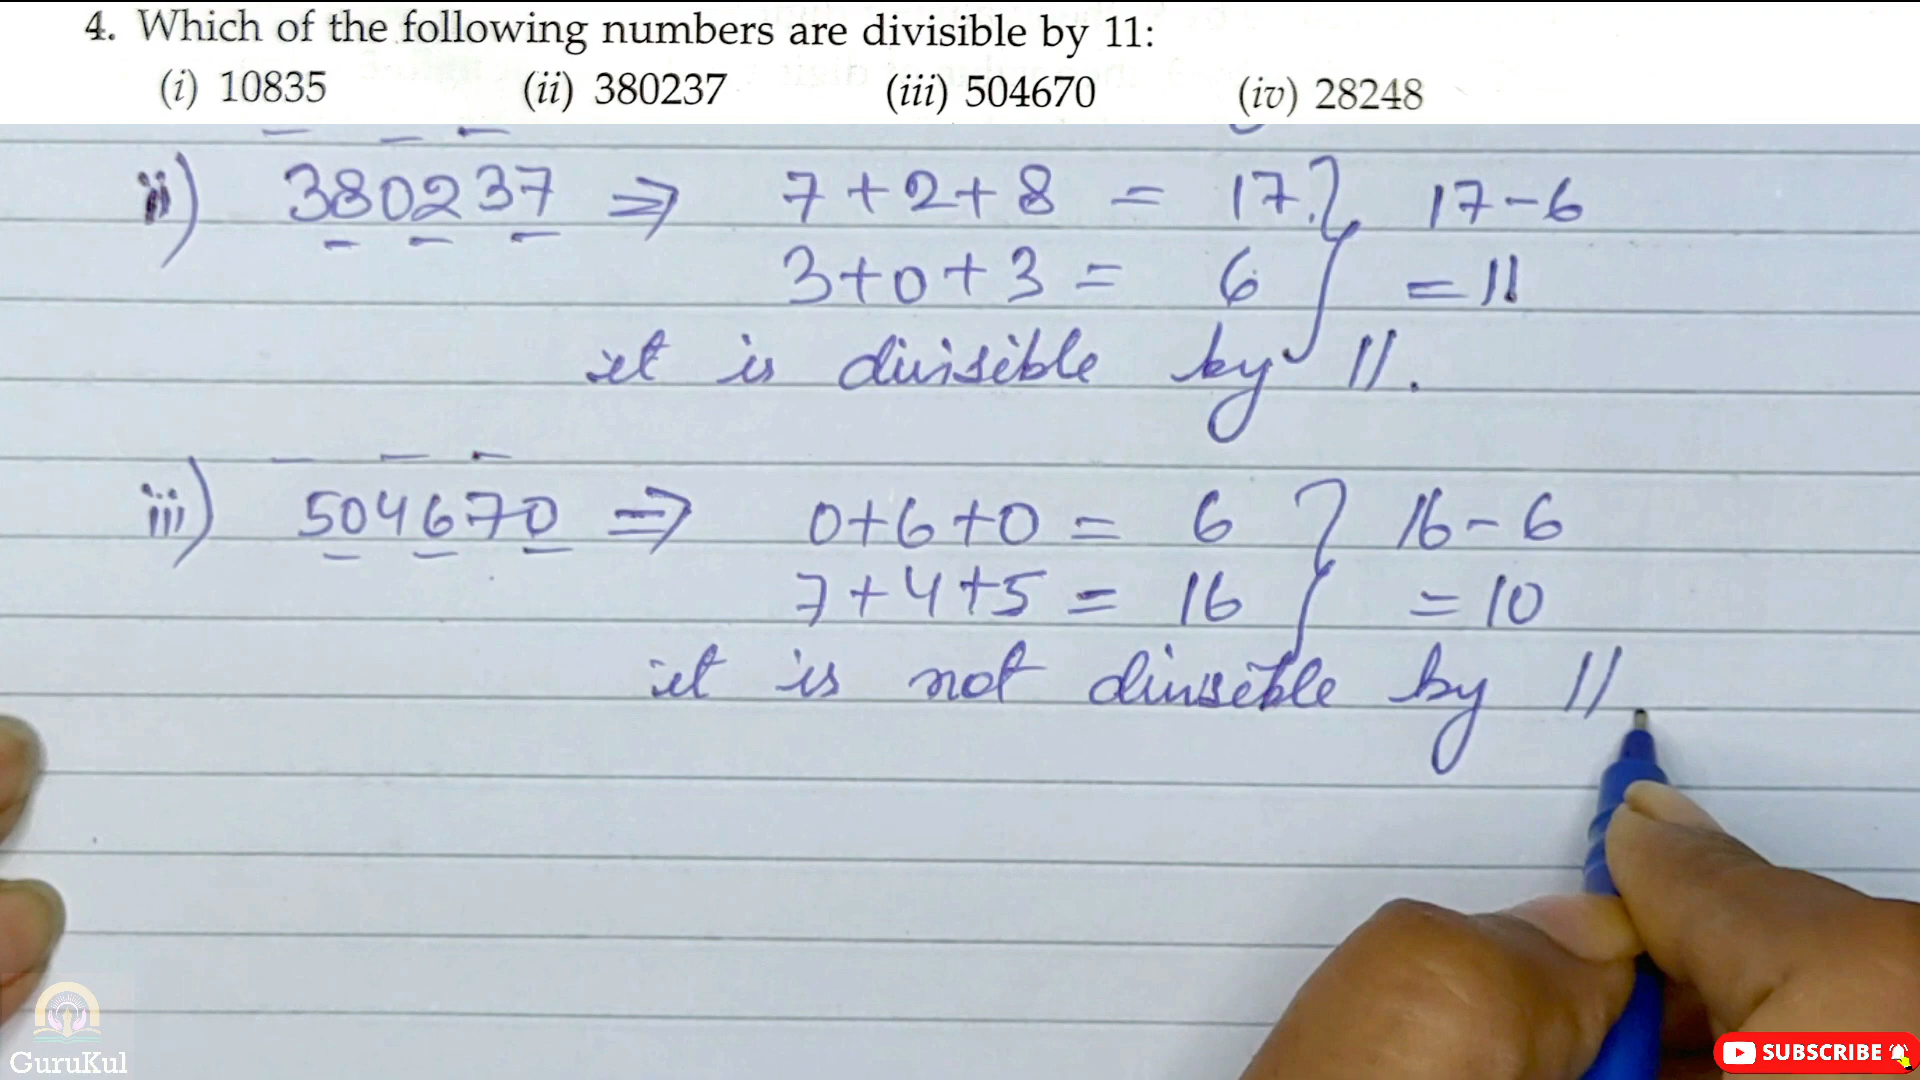 4. Which of the following numbers are divisible by 11:
(i) 10835 (ii) 380237 (iii) 504670 (iv) 28248
ii) 380237 ⇒ 7+2+8 = 17 } 17-6
3+0+3 = 6 = 11
it is divisible by 11.
iii) 504670 ⇒ 0+6+0 = 6 } 16-6
7+4+5 = 16 = 10
it is not divisible by 11
GuruKul
SUBSCRIBE